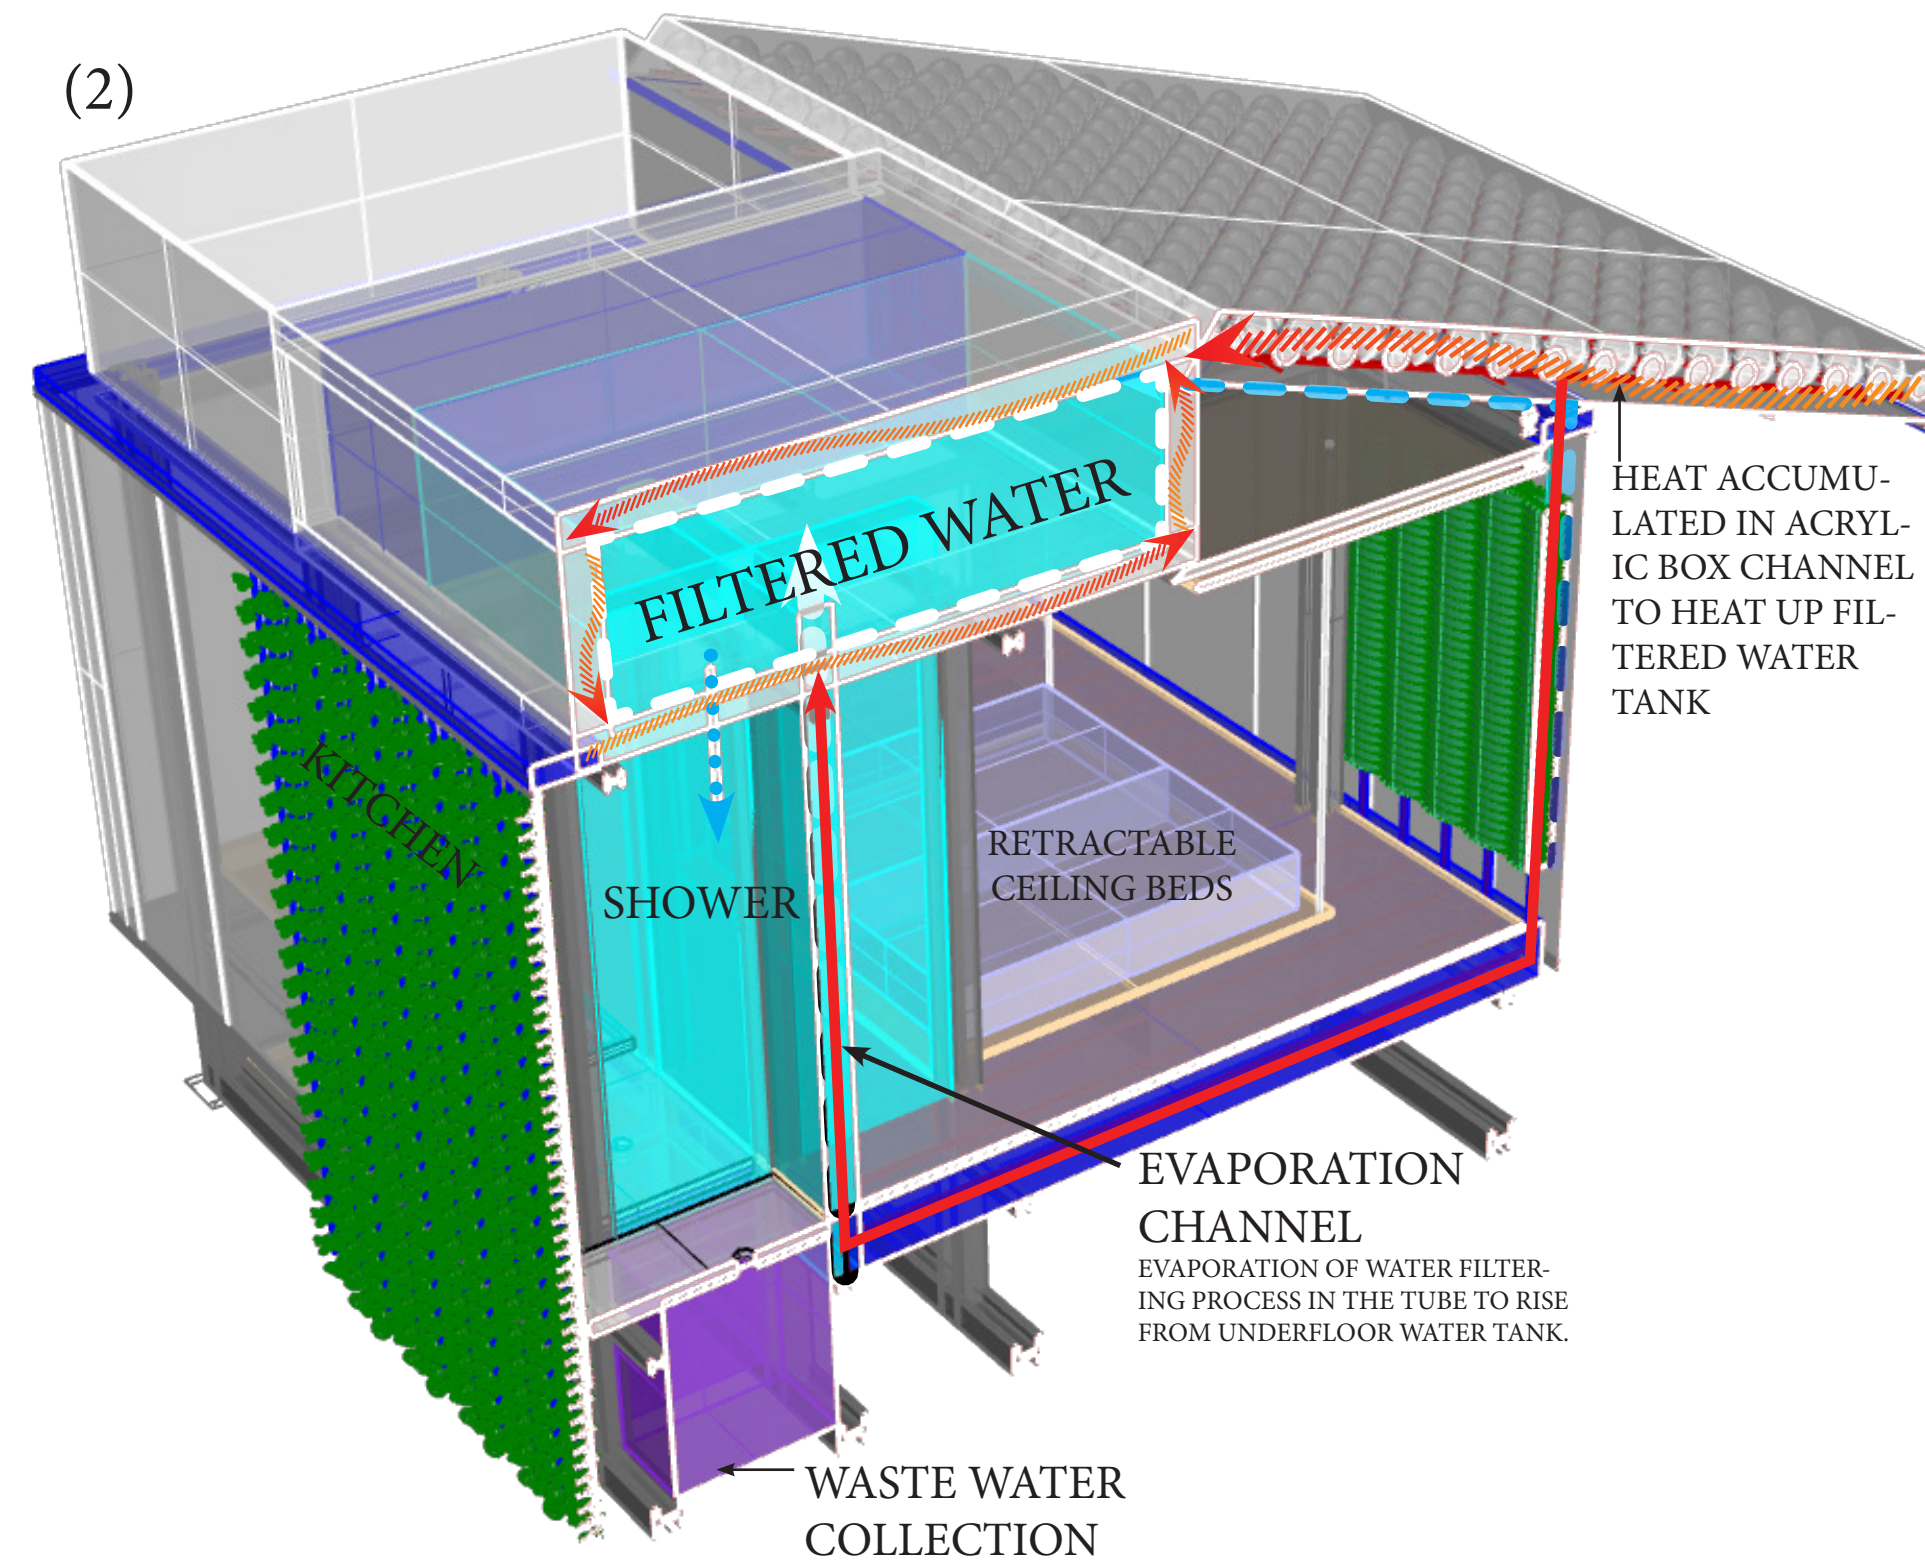 (2)
FILTERED WATER
HEAT ACCUMU-
LATED IN ACRYL-
IC BOX CHANNEL
TO HEAT UP FIL-
TERED WATER
TANK
KITCHEN
SHOWER
RETRACTABLE
CEILING BEDS
EVAPORATION
CHANNEL
EVAPORATION OF WATER FILTER-
ING PROCESS IN THE TUBE TO RISE
FROM UNDERFLOOR WATER TANK.
WASTE WATER
COLLECTION